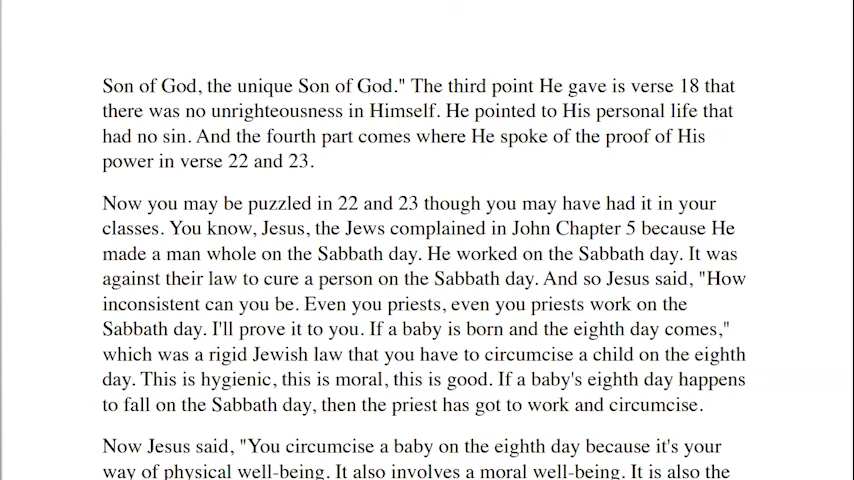 Son of God, the unique Son of God." The third point He gave is verse 18 that
there was no unrighteousness in Himself. He pointed to His personal life that
had no sin. And the fourth part comes where He spoke of the proof of His
power in verse 22 and 23.
Now you may be puzzled in 22 and 23 though you may have had it in your
classes. You know, Jesus, the Jews complained in John Chapter 5 because He
made a man whole on the Sabbath day. He worked on the Sabbath day. It was
against their law to cure a person on the Sabbath day. And so Jesus said, "How
inconsistent can you be. Even you priests, even you priests work on the
Sabbath day. I'll prove it to you. If a baby is born and the eighth day comes,"
which was a rigid Jewish law that you have to circumcise a child on the eighth
day. This is hygienic, this is moral, this is good. If a baby's eighth day happens
to fall on the Sabbath day, then the priest has got to work and circumcise.
Now Jesus said, "You circumcise a baby on the eighth day because it's your
way of physical well-being. It also involves a moral well-being. It is also the